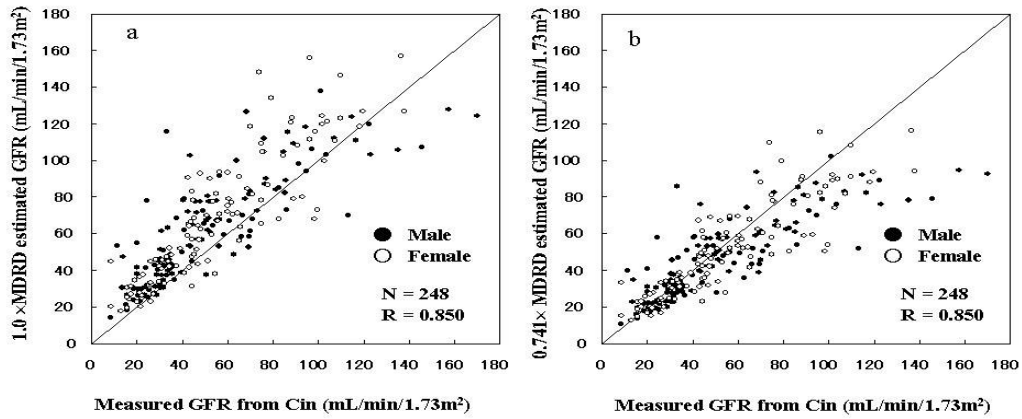 a
1.0 ×MDRD estimated GFR (mL/min/1.73m²)
180
160
140
120
100
80
60
40
20
0
Male
Female
N = 248
R = 0.850
0 20 40 60 80 100 120 140 160 180
Measured GFR from Cin (mL/min/1.73m²)
b
0.741× MDRD estimated GFR (mL/min/1.73m²)
180
160
140
120
100
80
60
40
20
0
Male
Female
N = 248
R = 0.850
0 20 40 60 80 100 120 140 160 180
Measured GFR from Cin (mL/min/1.73m²)